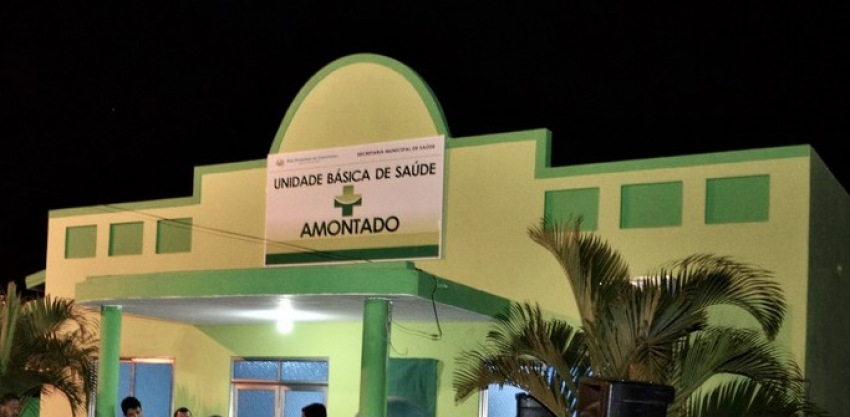 SECRETARIA MUNICIPAL DE SAÚDE
UNIDADE BÁSICA DE SAÚDE
AMONTADO